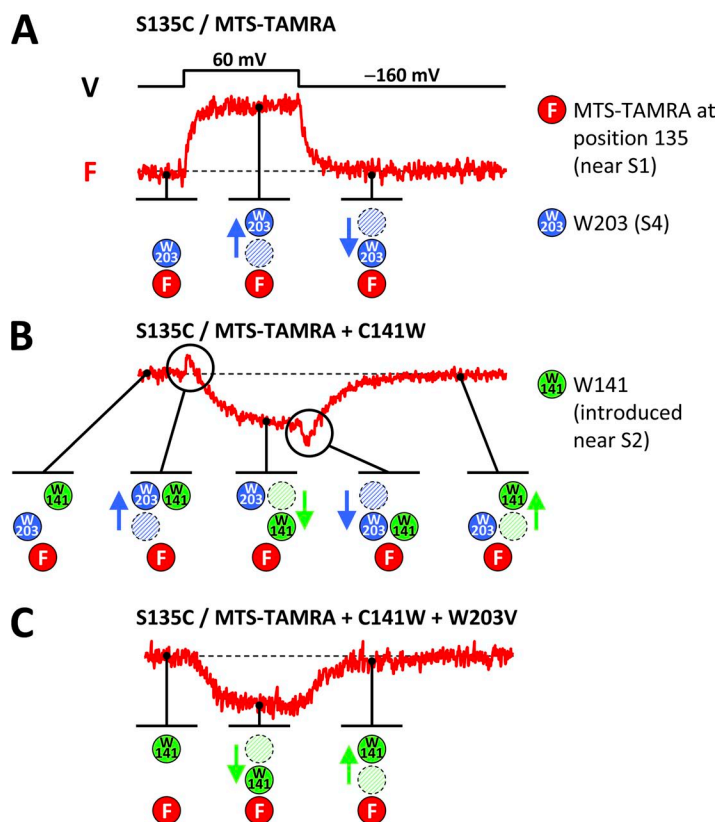 A
S135C / MTS-TAMRA
V
60 mV
−160 mV
F
F MTS-TAMRA at
position 135
(near S1)
W
203
W
203
W
203
F
F
F
W
203
W203 (S4)
B
S135C / MTS-TAMRA + C141W
W
141
W141
(introduced
near S2)
W
141
W
203
F
W
203
W
141
F
W
203
W
141
F
W
203
W
141
F
W
141
W
203
F
C
S135C / MTS-TAMRA + C141W + W203V
W
141
F
W
141
F
W
141
F